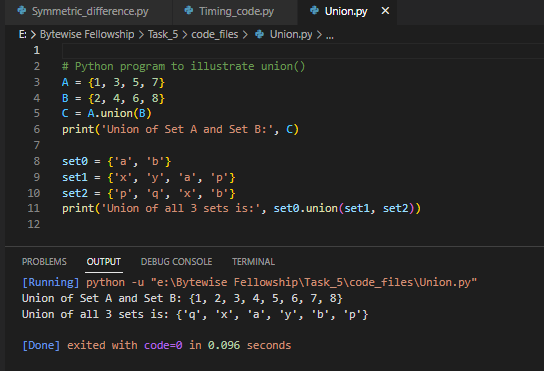 Symmetric_difference.py Timing_code.py Union.py ×
E: > Bytewise Fellowship > Task_5 > code_files > Union.py > ...
1
2 # Python program to illustrate union()
3 A = {1, 3, 5, 7}
4 B = {2, 4, 6, 8}
5 C = A.union(B)
6 print('Union of Set A and Set B:', C)
7
8 set0 = {'a', 'b'}
9 set1 = {'x', 'y', 'a', 'p'}
10 set2 = {'p', 'q', 'x', 'b'}
11 print('Union of all 3 sets is:', set0.union(set1, set2))
12
PROBLEMS OUTPUT DEBUG CONSOLE TERMINAL
[Running] python -u "e:\Bytewise Fellowship\Task_5\code_files\Union.py"
Union of Set A and Set B: {1, 2, 3, 4, 5, 6, 7, 8}
Union of all 3 sets is: {'q', 'x', 'a', 'y', 'b', 'p'}
[Done] exited with code=0 in 0.096 seconds